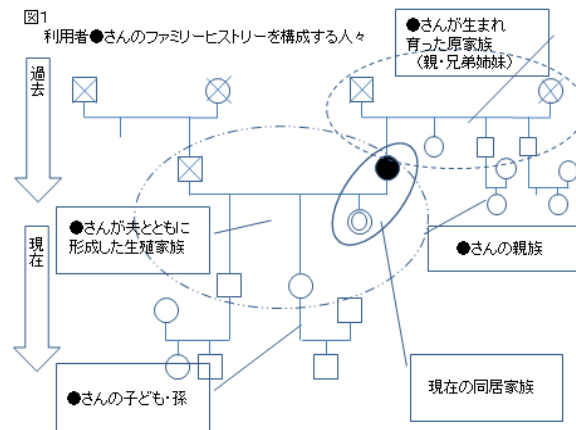 図1
利用者●さんのファミリーヒストリーを構成する人々
●さんが生まれ
育った原家族
(親・兄弟姉妹)
過去
●さんが夫とともに
形成した生殖家族
●さんの親族
現在
●さんの子ども・孫
現在の同居家族